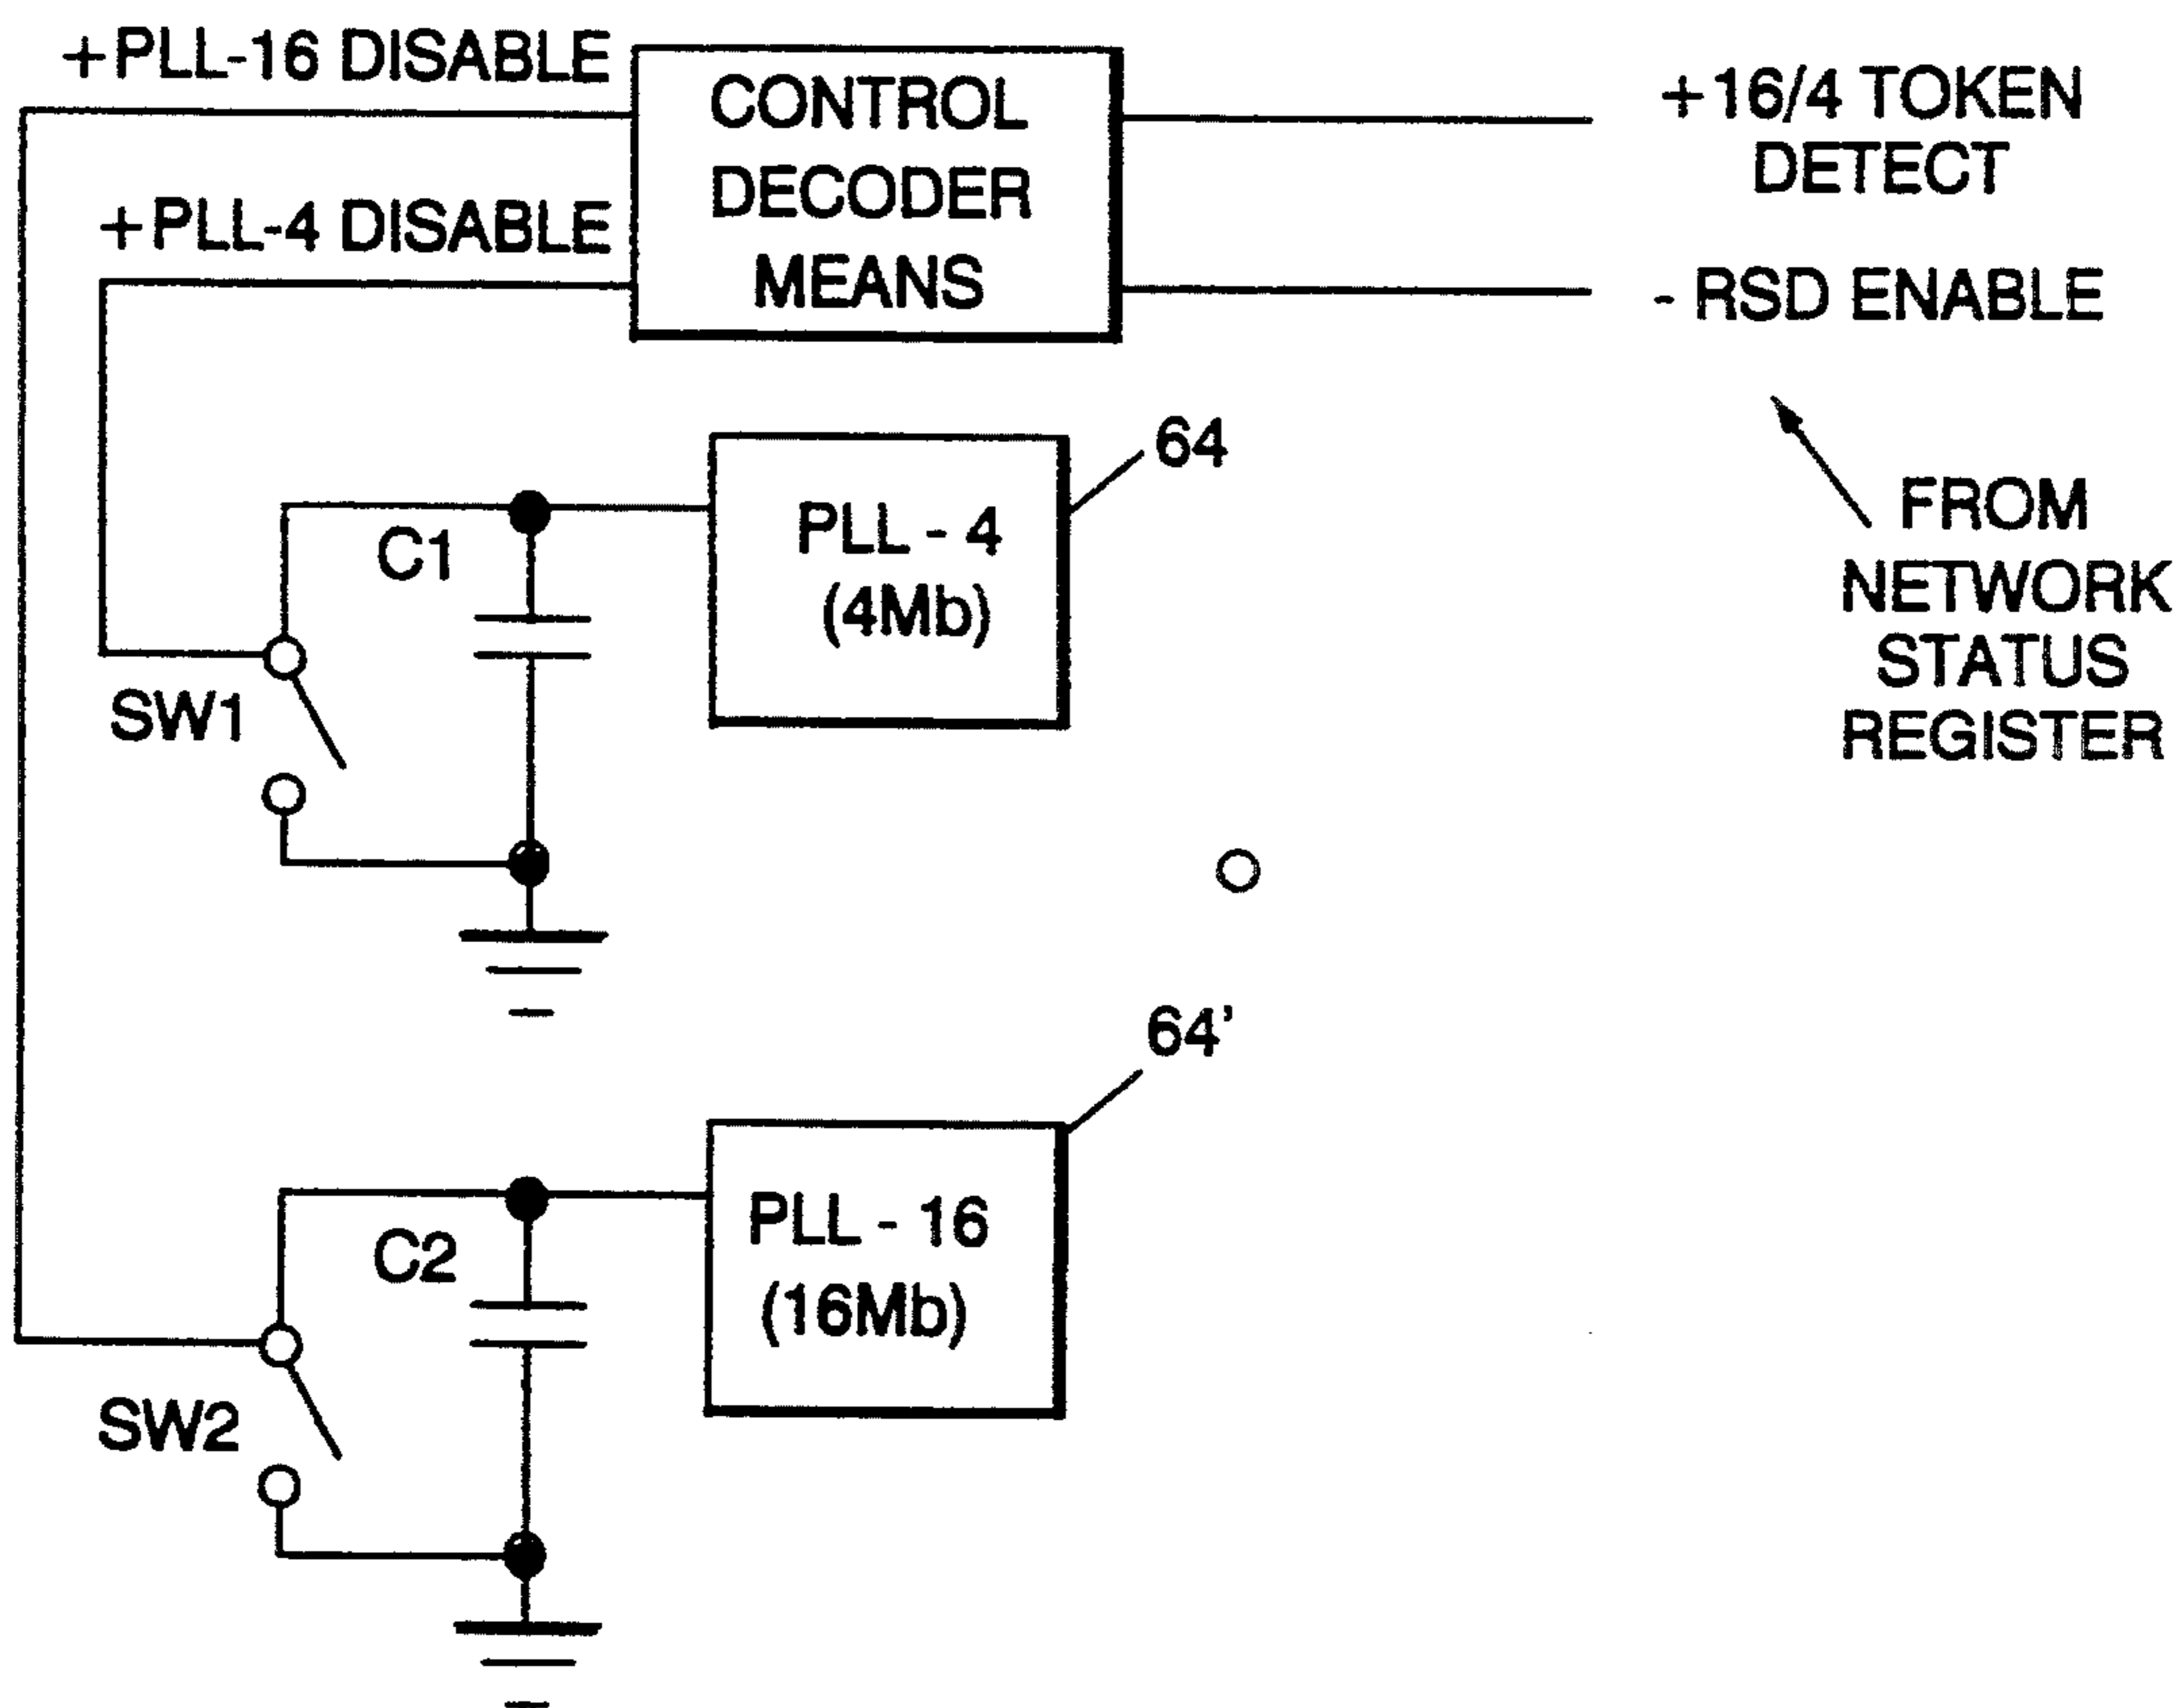 +PLL-16 DISABLE
CONTROL
DECODER
MEANS
+16/4 TOKEN
DETECT
+PLL-4 DISABLE
- RSD ENABLE
FROM
NETWORK
STATUS
REGISTER
64
PLL - 4
(4Mb)
C1
SW1
64'
PLL - 16
(16Mb)
C2
SW2